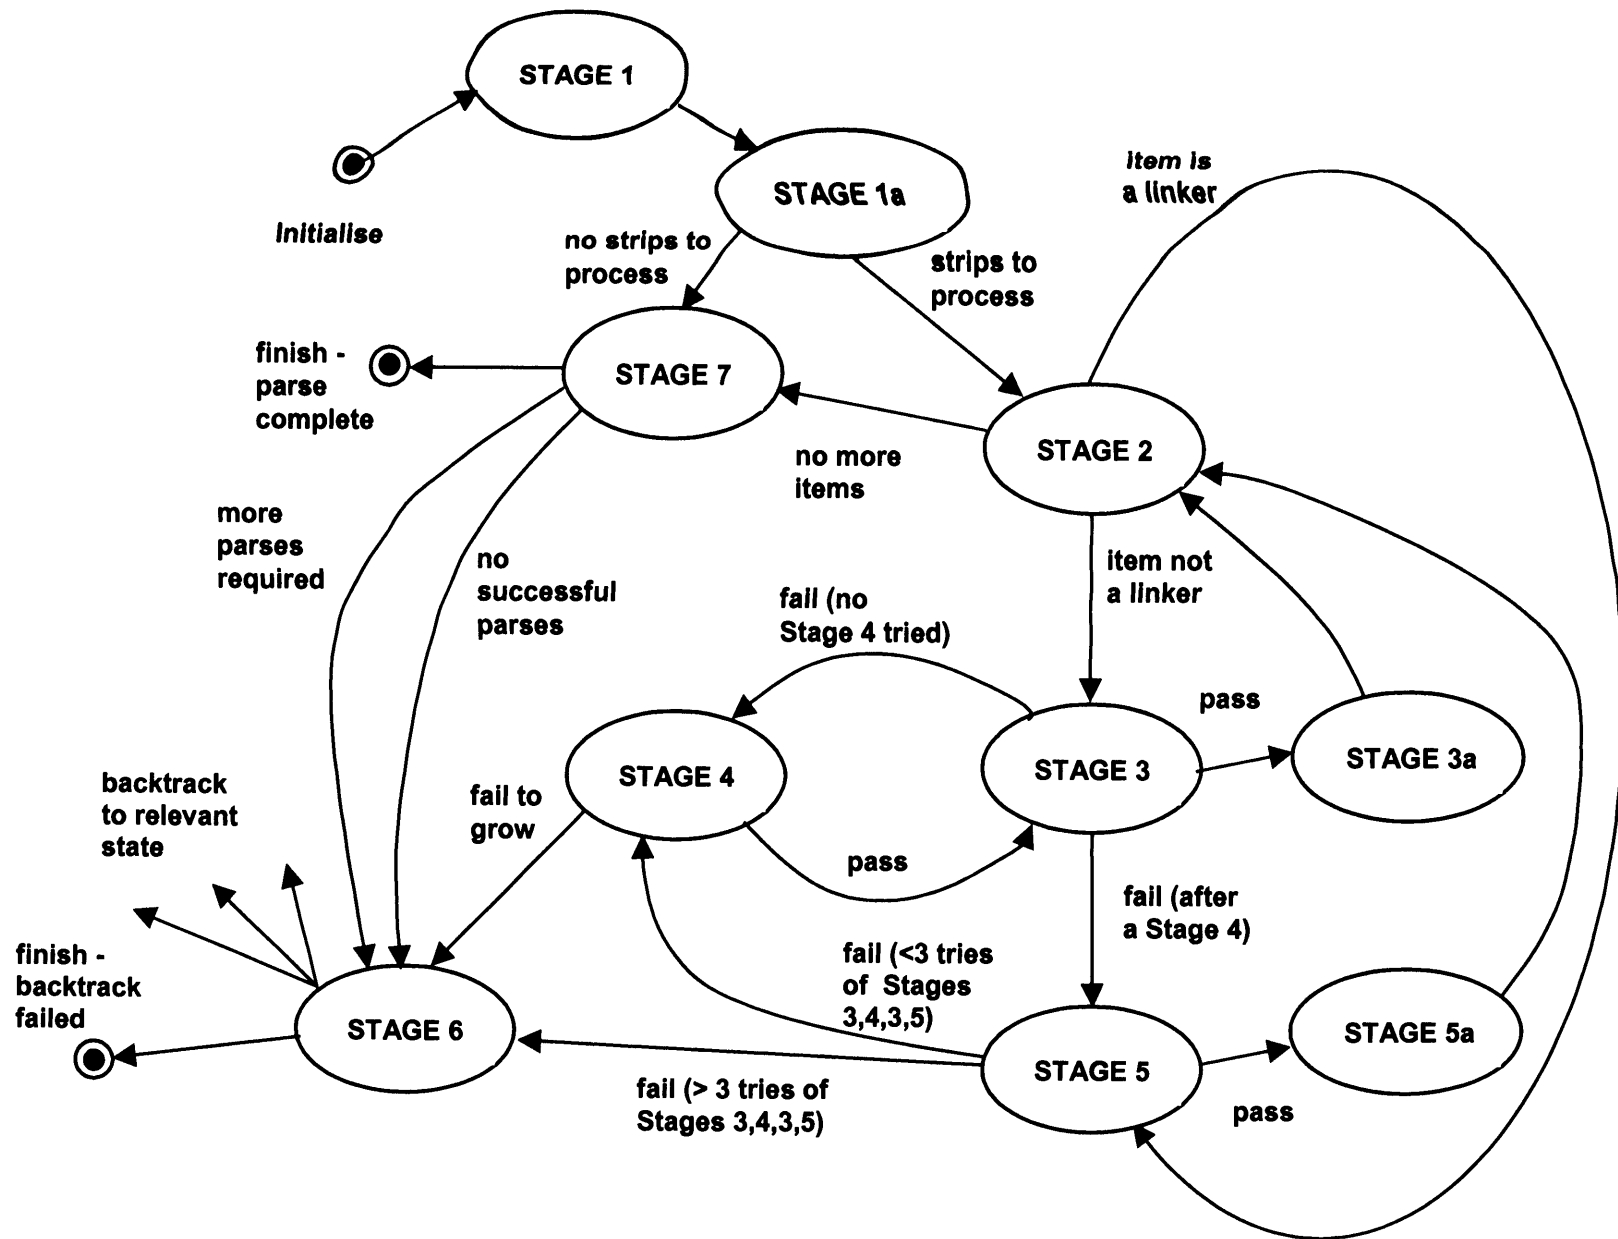 STAGE 1
Initialise
STAGE 1a
item is
a linker
no strips to
process
strips to
process
finish -
parse
complete
STAGE 7
STAGE 2
no more
items
more
parses
required
no
successful
parses
item not
a linker
fail (no
Stage 4 tried)
pass
STAGE 4
STAGE 3
STAGE 3a
backtrack
to relevant
state
fail to
grow
pass
fail (after
a Stage 4)
finish -
backtrack
failed
fail (<3 tries
of Stages
3,4,3,5)
STAGE 6
STAGE 5
STAGE 5a
fail (> 3 tries of
Stages 3,4,3,5)
pass